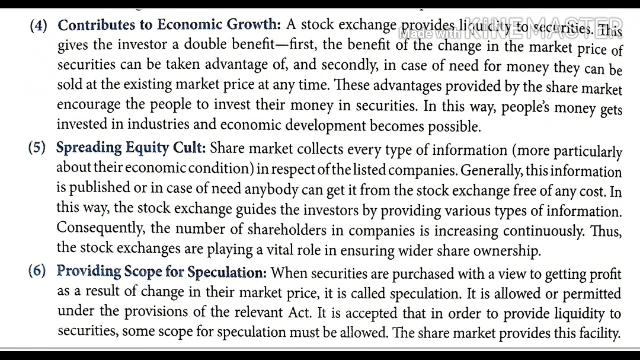 (4) Contributes to Economic Growth: A stock exchange provides liquidity to securities. This
gives the investor a double benefit—first, the benefit of the change in the market price of
securities can be taken advantage of, and secondly, in case of need for money they can be
sold at the existing market price at any time. These advantages provided by the share market
encourage the people to invest their money in securities. In this way, people's money gets
invested in industries and economic development becomes possible.
(5) Spreading Equity Cult: Share market collects every type of information (more particularly
about their economic condition) in respect of the listed companies. Generally, this information
is published or in case of need anybody can get it from the stock exchange free of any cost. In
this way, the stock exchange guides the investors by providing various types of information.
Consequently, the number of shareholders in companies is increasing continuously. Thus,
the stock exchanges are playing a vital role in ensuring wider share ownership.
(6) Providing Scope for Speculation: When securities are purchased with a view to getting profit
as a result of change in their market price, it is called speculation. It is allowed or permitted
under the provisions of the relevant Act. It is accepted that in order to provide liquidity to
securities, some scope for speculation must be allowed. The share market provides this facility.
Made with KINEMASTER